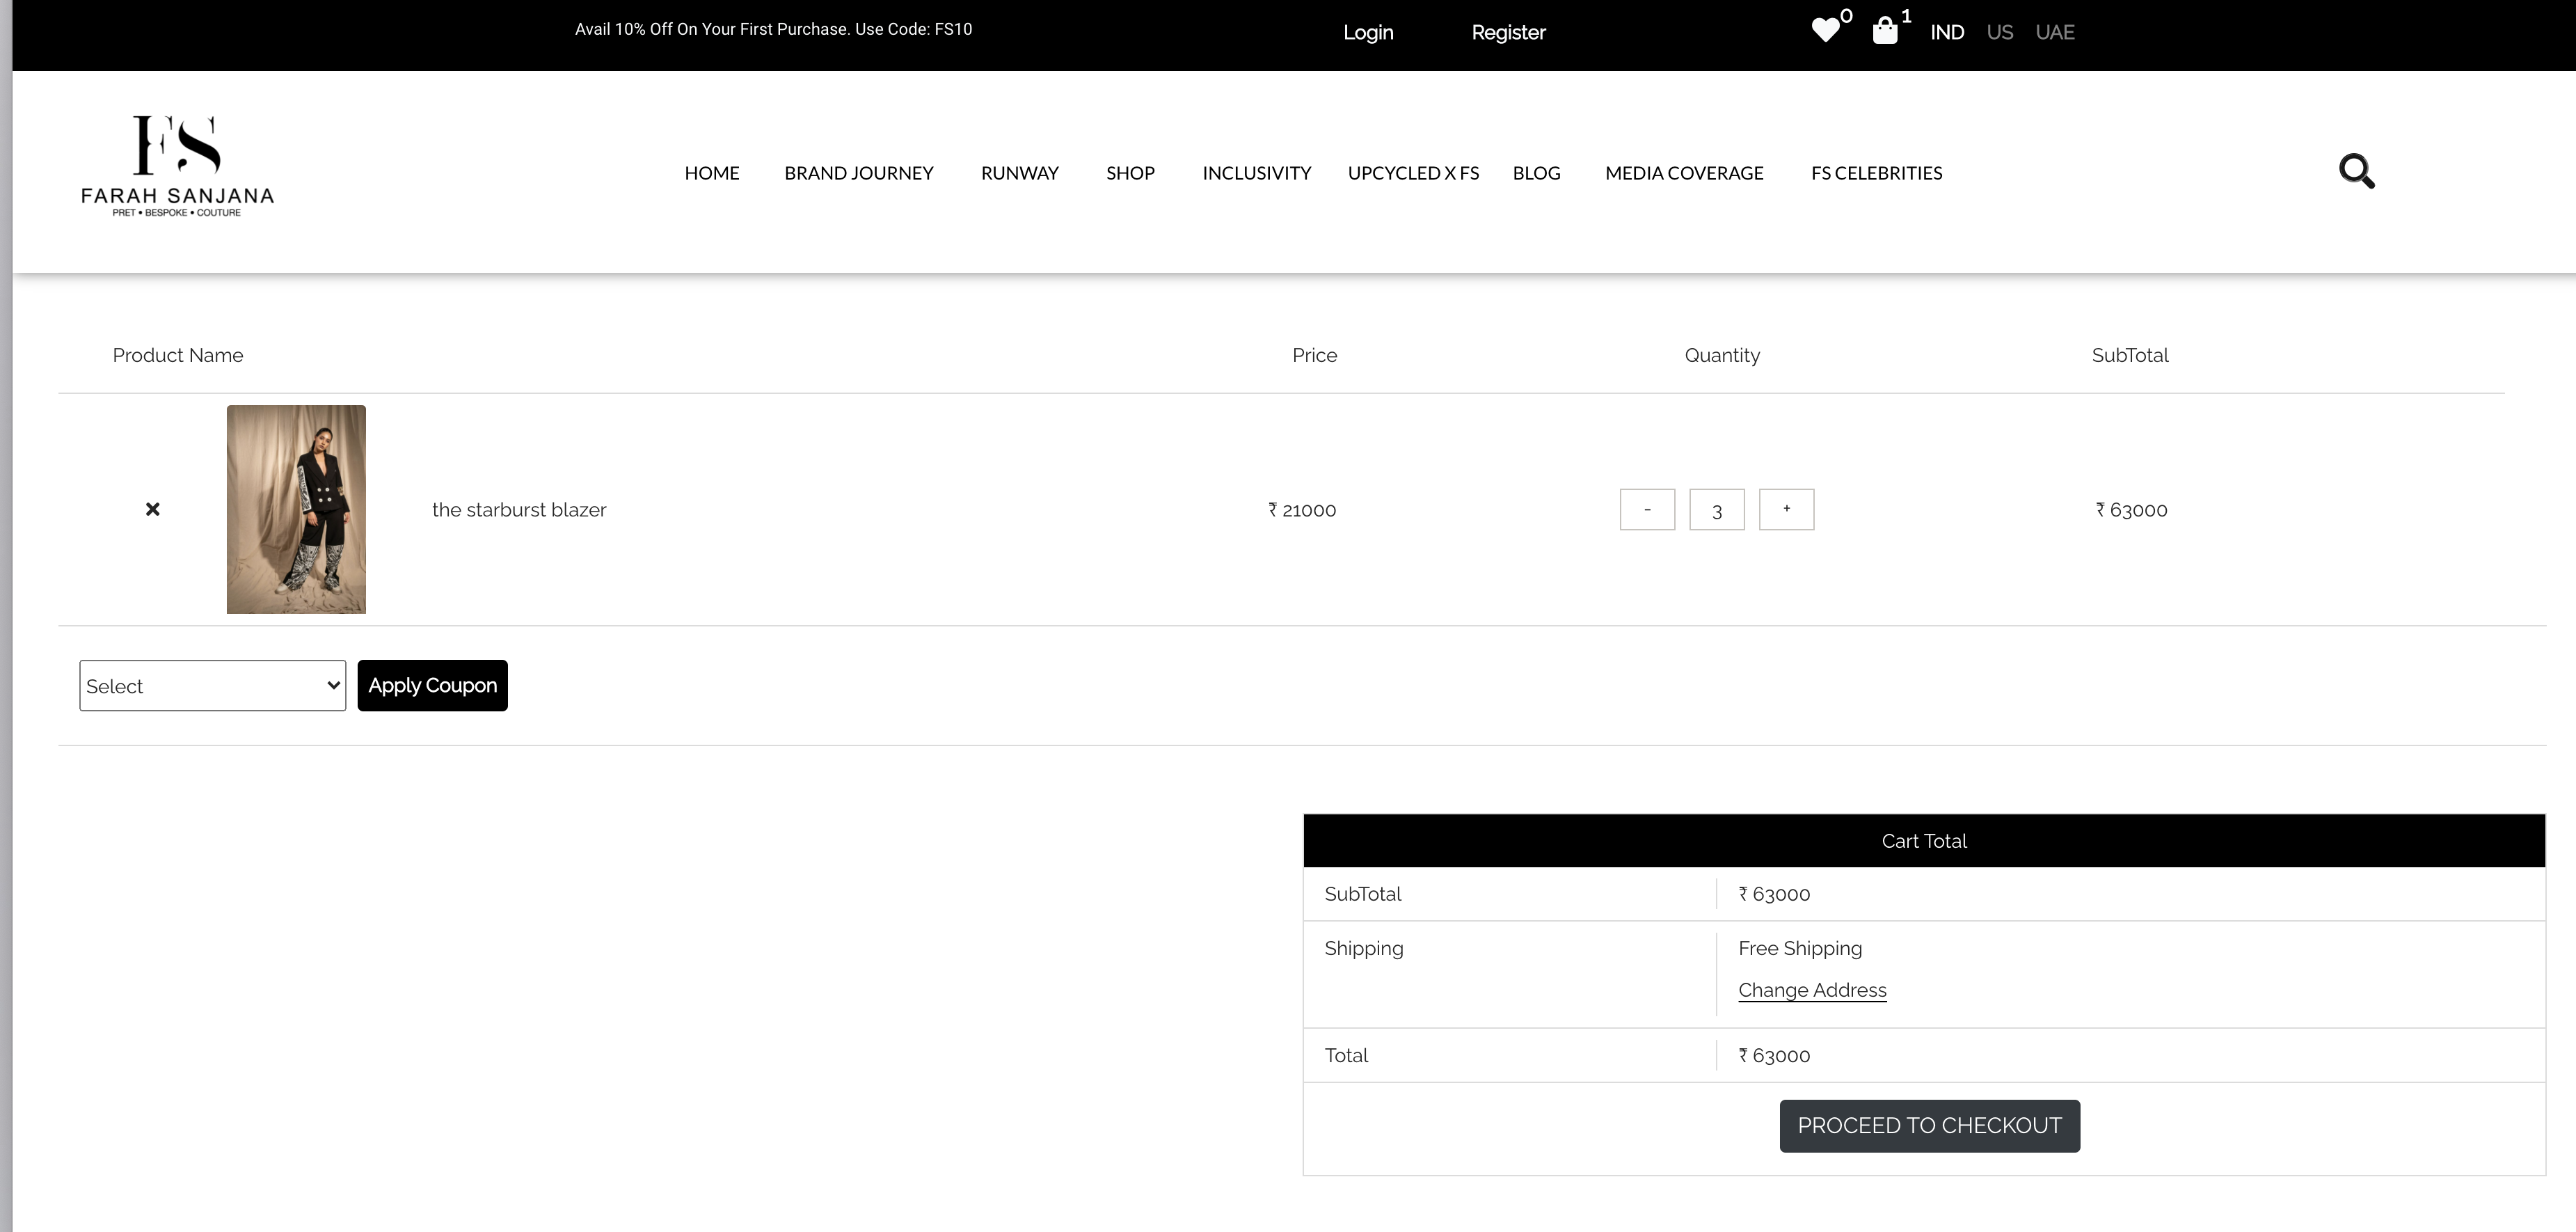 Avail 10% Off On Your First Purchase. Use Code: FS10 Login Register 0 1 IND US UAE
FS
FARAH SANJANA
PRET • BESPOKE • COUTURE
HOME BRAND JOURNEY RUNWAY SHOP INCLUSIVITY UPCYCLED X FS BLOG MEDIA COVERAGE FS CELEBRITIES
Product Name Price Quantity SubTotal
the starburst blazer ₹ 21000 - 3 + ₹ 63000
Select Apply Coupon
Cart Total
SubTotal ₹ 63000
Shipping Free Shipping
Change Address
Total ₹ 63000
PROCEED TO CHECKOUT